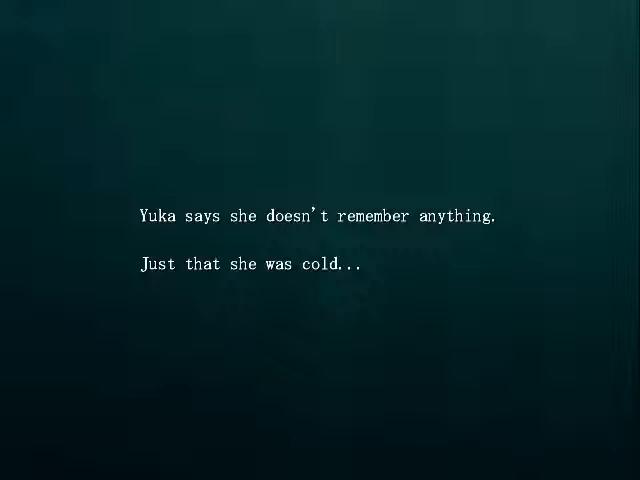 Yuka says she doesn't remember anything.
Just that she was cold...